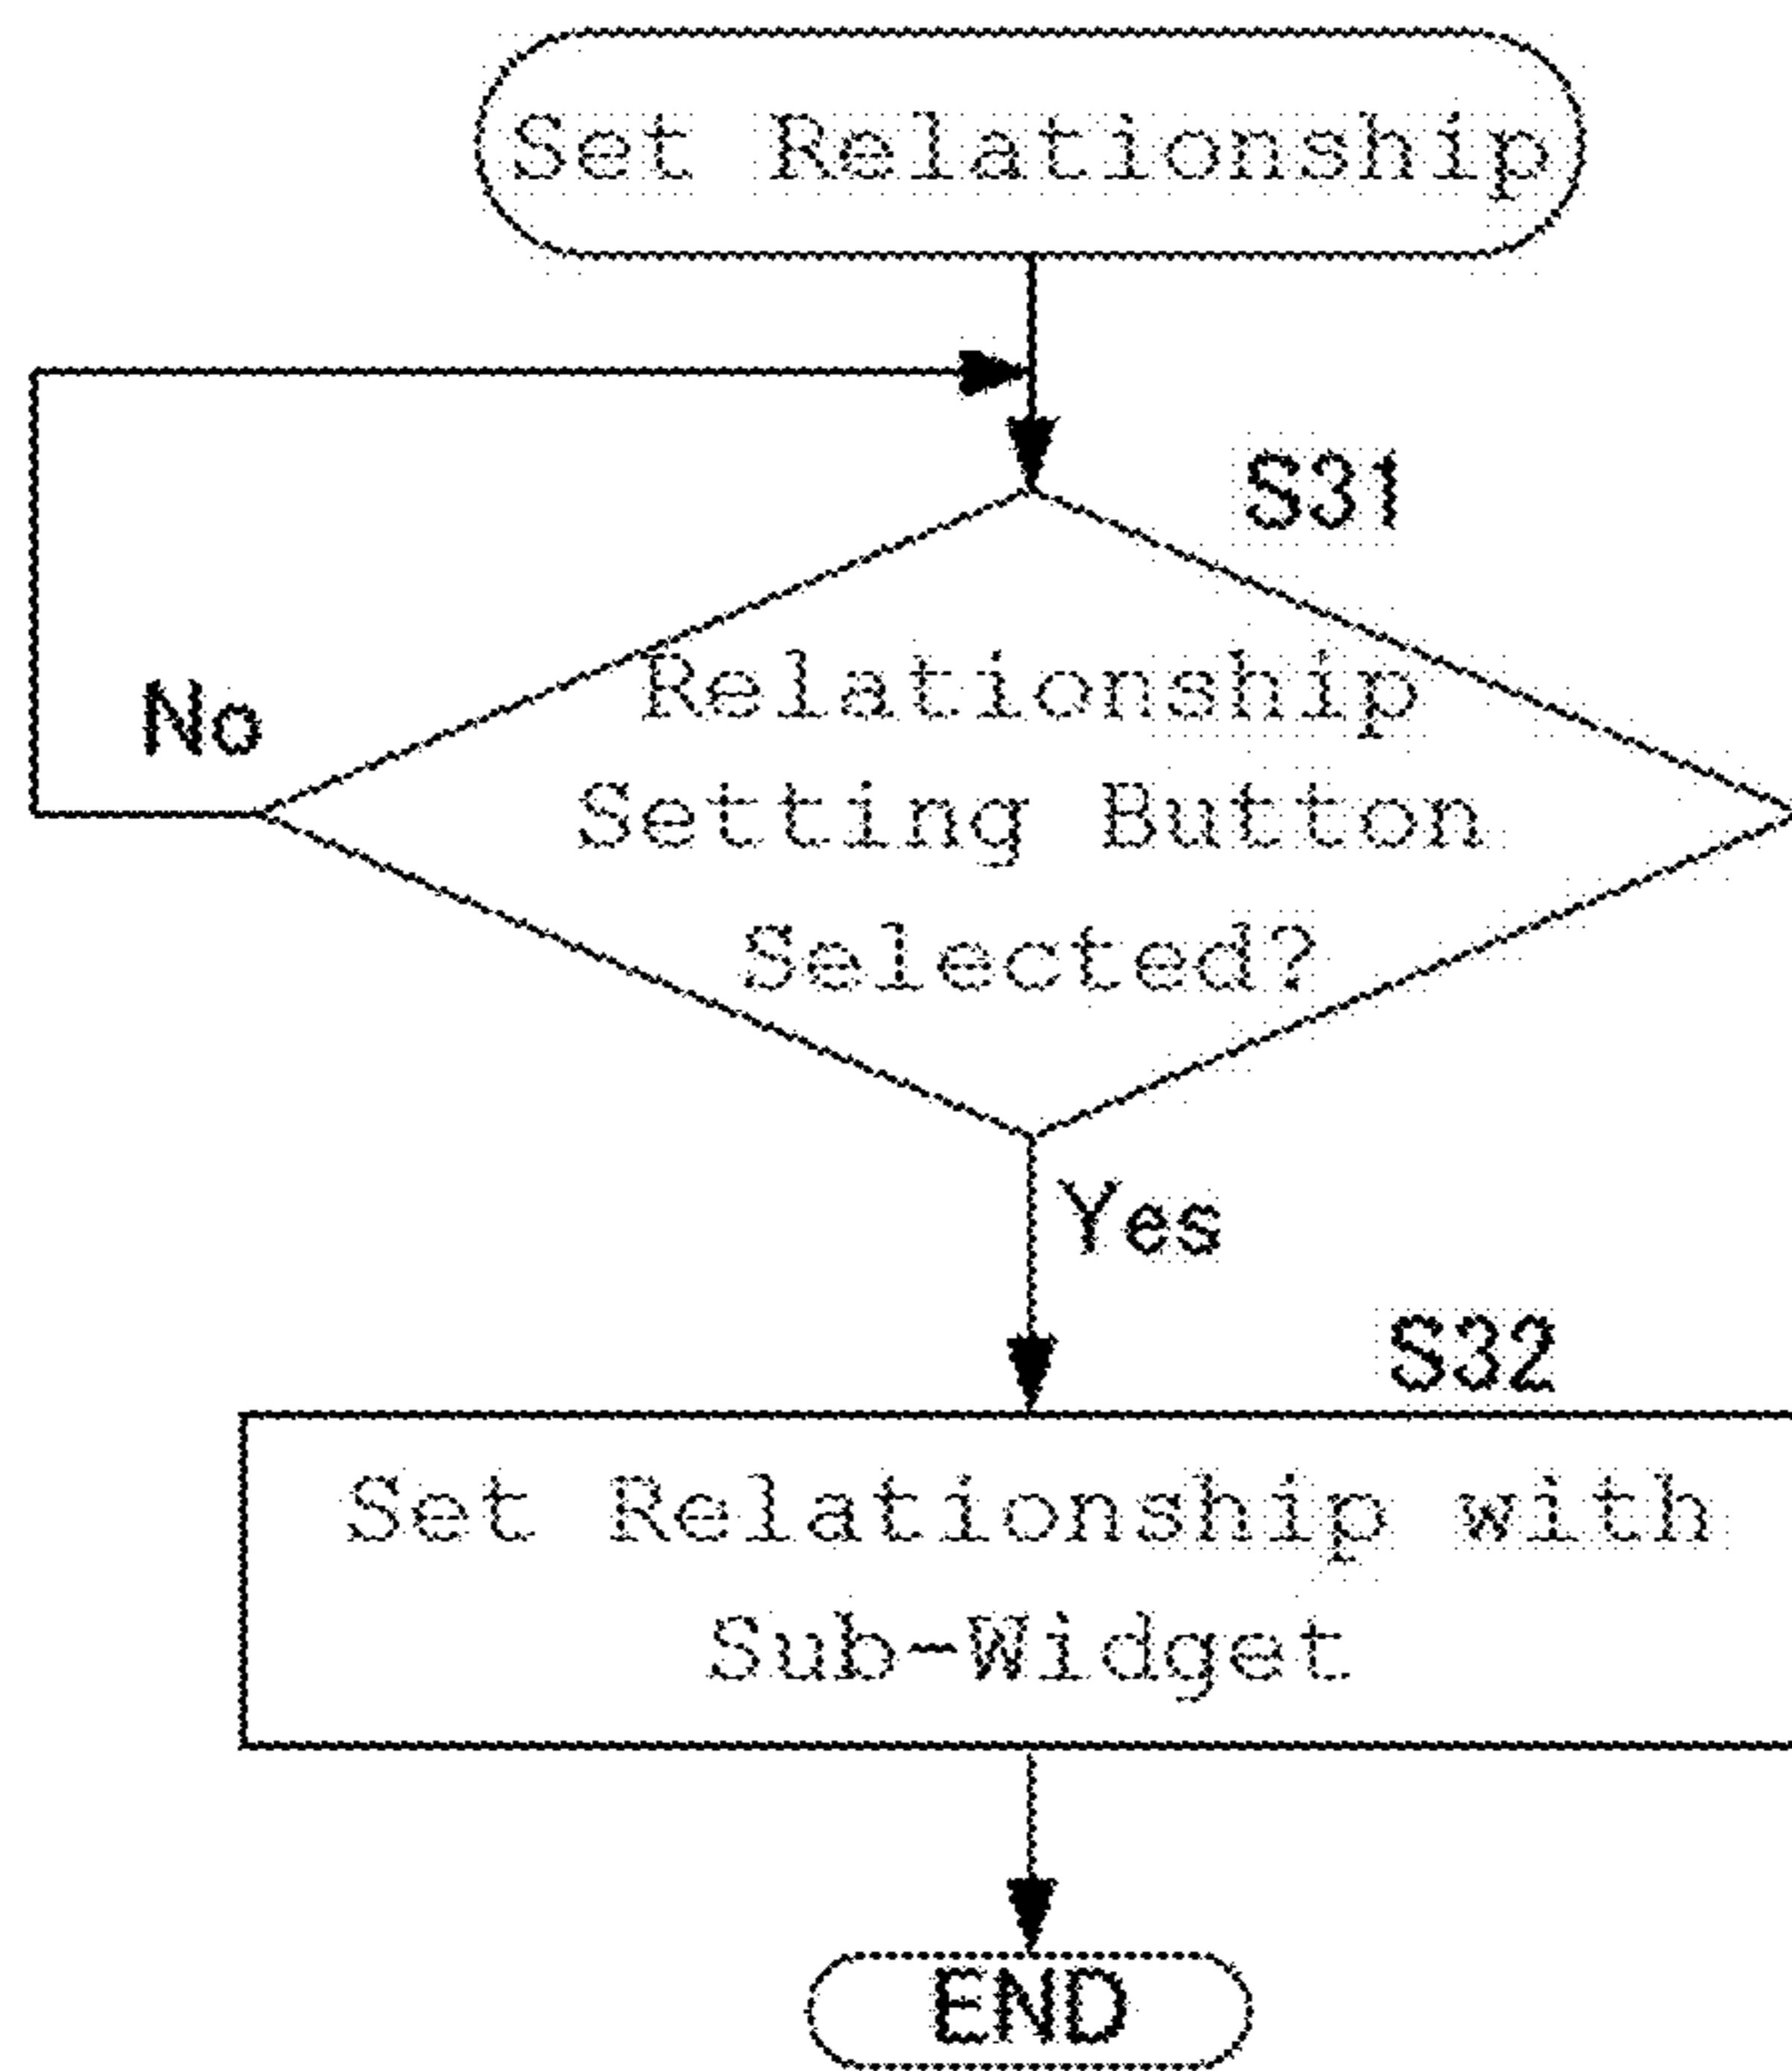 Set Relationship
S31
Relationship
Setting Button
Selected?
No
Yes
S32
Set Relationship with
Sub-Widget
END